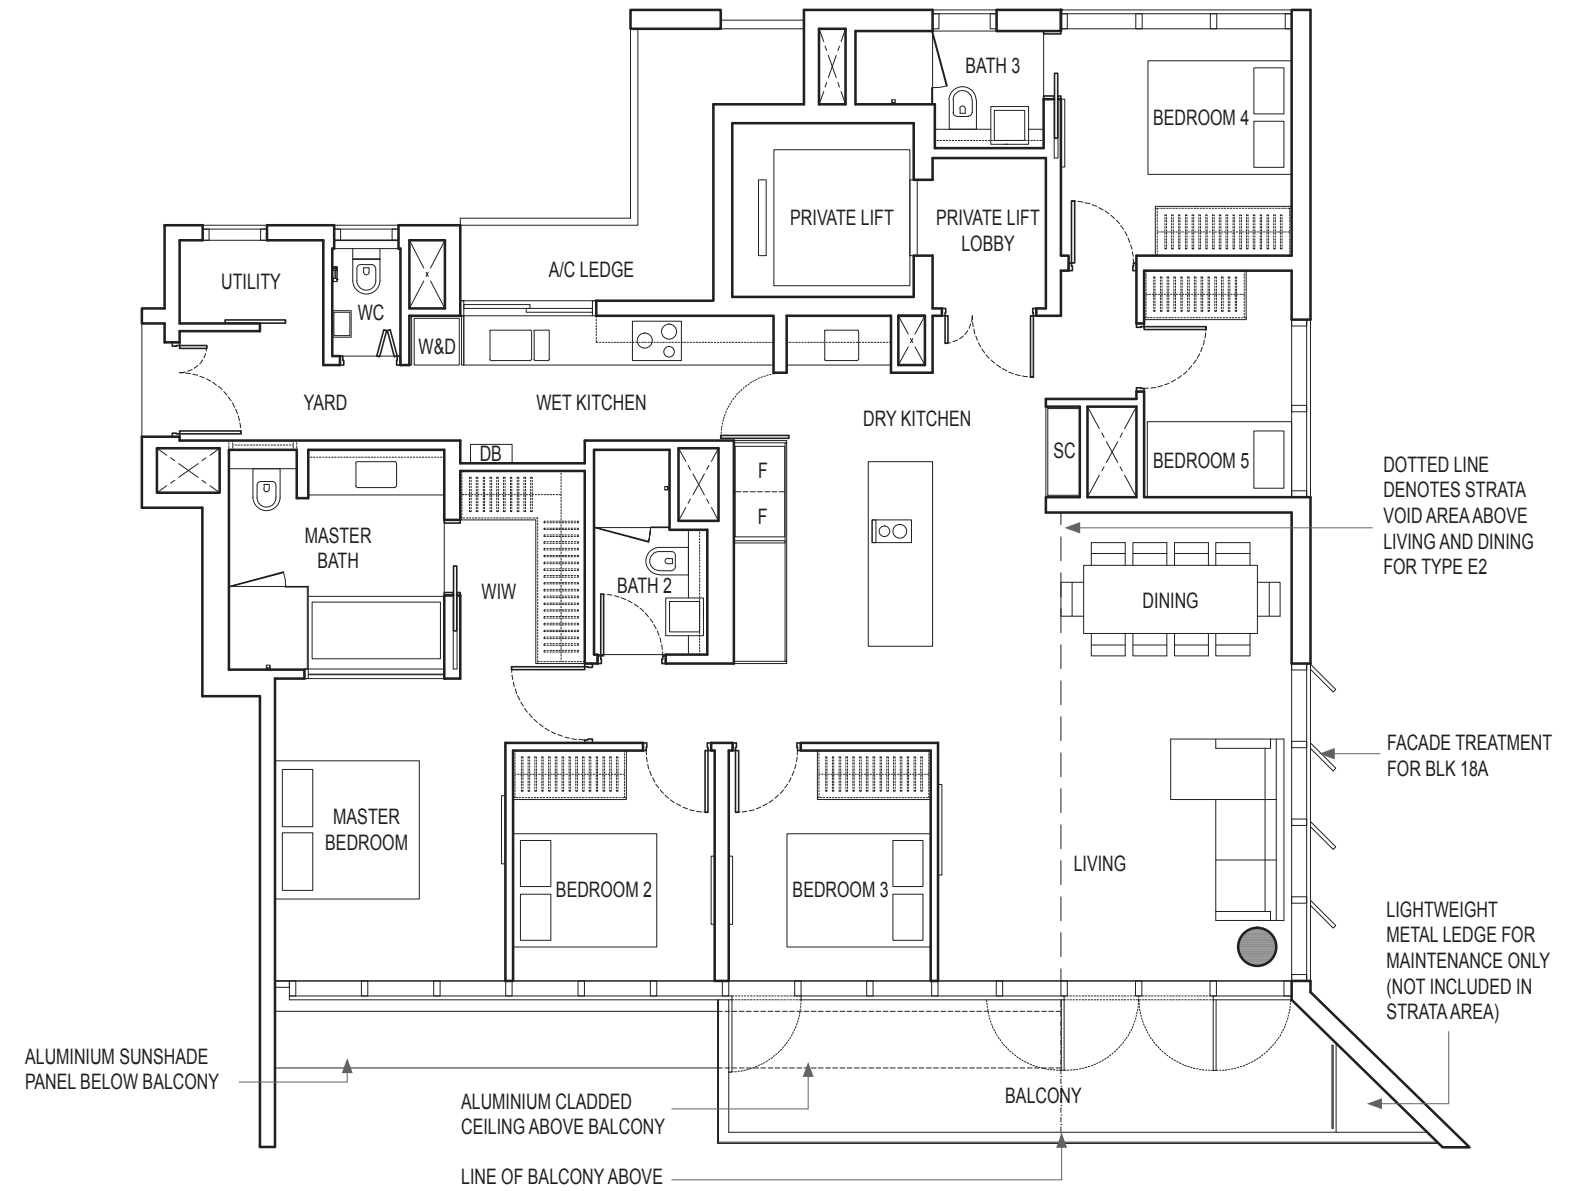 BATH 3
BEDROOM 4
PRIVATE LIFT
PRIVATE LIFT
LOBBY
A/C LEDGE
UTILITY
WC
W&D
YARD
WET KITCHEN
DRY KITCHEN
DB
F
F
SC
BEDROOM 5
MASTER
BATH
WIW
BATH 2
DINING
DOTTED LINE
DENOTES STRATA
VOID AREA ABOVE
LIVING AND DINING
FOR TYPE E2
FACADE TREATMENT
FOR BLK 18A
MASTER
BEDROOM
BEDROOM 2
BEDROOM 3
LIVING
LIGHTWEIGHT
METAL LEDGE FOR
MAINTENANCE ONLY
(NOT INCLUDED IN
STRATA AREA)
ALUMINIUM SUNSHADE
PANEL BELOW BALCONY
ALUMINIUM CLADDED
CEILING ABOVE BALCONY
BALCONY
LINE OF BALCONY ABOVE